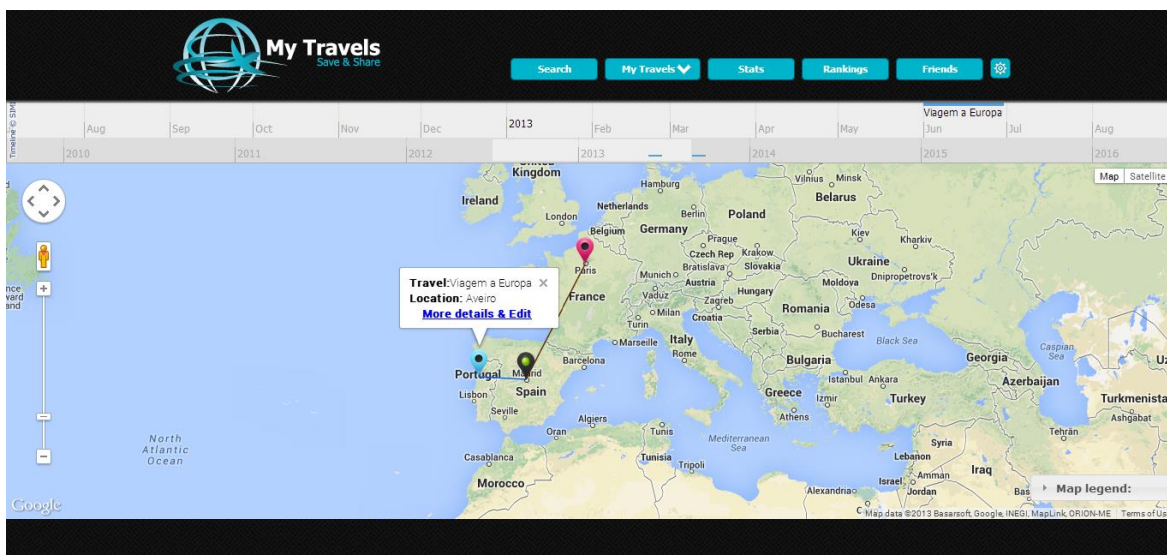 My Travels
Save & Share
Search
My Travels
Stats
Rankings
Friends
Viagem a Europa
Aug
Sep
Oct
Nov
Dec
2013
Feb
Mar
Apr
May
Jun
Jul
Aug
2010
2011
2012
2013
2014
2015
2016
Timeline © SIMI
Map
Satellite
Kingdom
Ireland
Hamburg
Vilnius
Minsk
Belarus
London
Netherlands
Berlin
Poland
Belgium
Germany
Prague
Kiev
Kharkiv
Czech Rep
Krakow
Paris
Bratislava
Slovakia
Ukraine
Munich
Austria
Dnipropetrovs'k
Moldova
Travel:Viagem a Europa
Location: Aveiro
More details & Edit
France
Vaduz
Hungary
Zagreb
Milan
Croatia
Romania
Odesa
Turin
Serbia
Bucharest
Marseille
Italy
Black Sea
Rome
Barcelona
Bulgaria
Georgia
Caspian
Sea
Portugal
Madrid
Istanbul
Ankara
Azerbaijan
Lisbon
Spain
Greece
Izmir
Turkey
Turkmenista
Seville
Athens
Ashgabat
Algiers
Oran
Tunis
Mediterranean
Sea
Tehran
North
Atlantic
Ocean
Syria
Casablanca
Tunisia
Tripoli
Lebanon
Amman
Iraq
Morocco
Israel
Jordan
Alexandria
Bas
Map legend:
Google
Map data ©2013 Basarsoft, Google, INEGI, MapLink, ORION-ME
Terms of Us